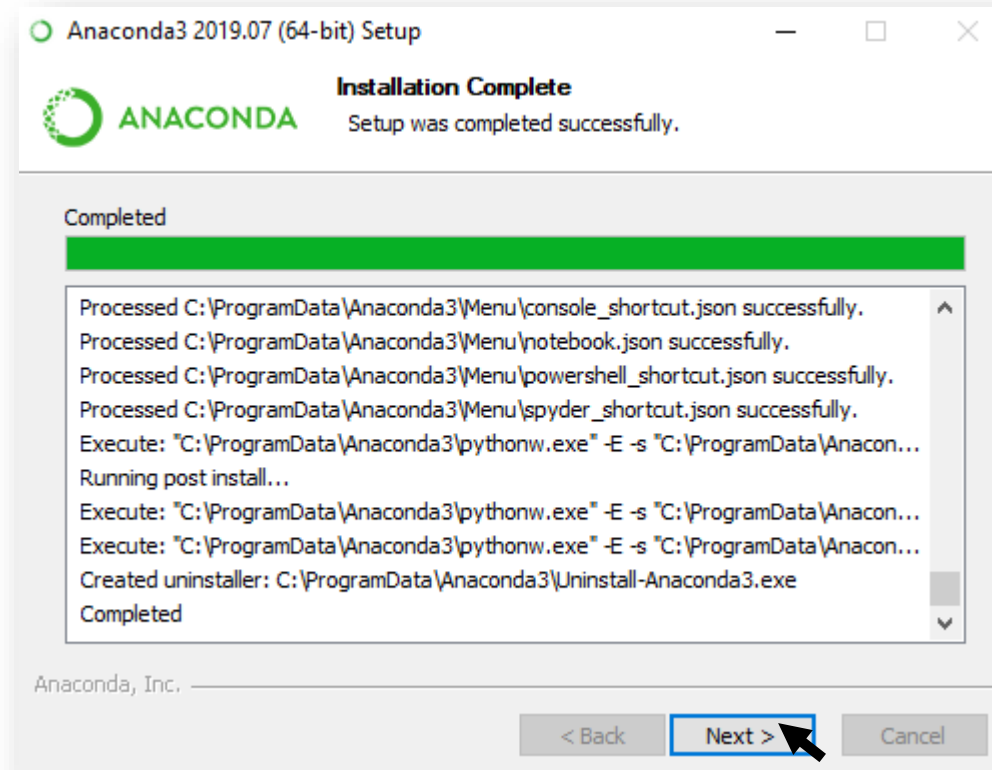 Anaconda3 2019.07 (64-bit) Setup
ANACONDA
Installation Complete
Setup was completed successfully.
Completed
Processed C:\ProgramData\Anaconda3\Menu\console_shortcut.json successfully.
Processed C:\ProgramData\Anaconda3\Menu\notebook.json successfully.
Processed C:\ProgramData\Anaconda3\Menu\powershell_shortcut.json successfully.
Processed C:\ProgramData\Anaconda3\Menu\spyder_shortcut.json successfully.
Execute: "C:\ProgramData\Anaconda3\pythonw.exe" -E -s "C:\ProgramData\Anacon...
Running post install...
Execute: "C:\ProgramData\Anaconda3\pythonw.exe" -E -s "C:\ProgramData\Anacon...
Execute: "C:\ProgramData\Anaconda3\pythonw.exe" -E -s "C:\ProgramData\Anacon...
Created uninstaller: C:\ProgramData\Anaconda3\Uninstall-Anaconda3.exe
Completed
Anaconda, Inc.
< Back Next > Cancel